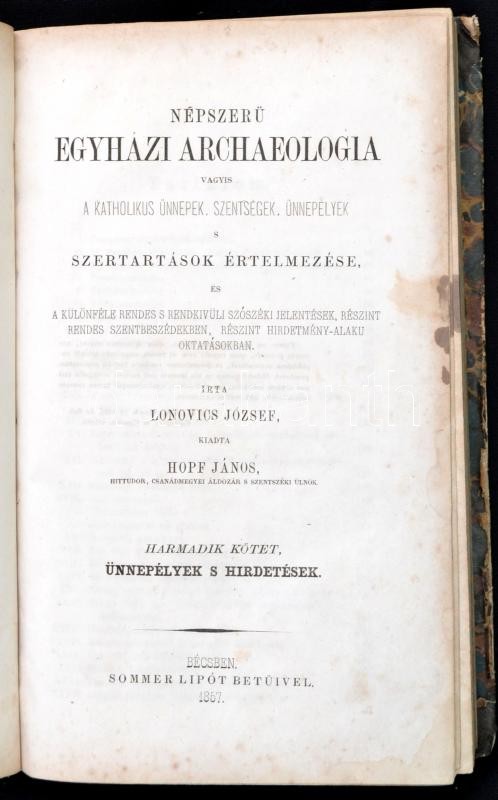 NÉPSZERÜ
EGYHÁZI ARCHAEOLOGIA
VAGYIS
A KATHOLIKUS ÜNNEPEK, SZENTSÉGEK, ÜNNEPÉLYEK
S
SZERTARTÁSOK ÉRTELMEZÉSE,
ÉS
A KÜLÖNFÉLE RENDES S RENDKIVÜLI SZÓSZÉKI JELENTÉSEK, RÉSZINT
RENDES SZENTBESZÉDEKBEN, RÉSZINT HIRDETMÉNY-ALAKU
OKTATÁSOKBAN.
IRTA
LONOVICS JÓZSEF,
KIADTA
HOPF JÁNOS,
HITTUDOR, CSANÁDMEGYEI ÁLDOZÁR S SZENTSZÉKI ÜLNÖK.
HARMADIK KÖTET,
ÜNNEPÉLYEK S HIRDETÉSEK.
BÉCSBEN.
SOMMER LIPÓT BETÜIVEL.
1857.